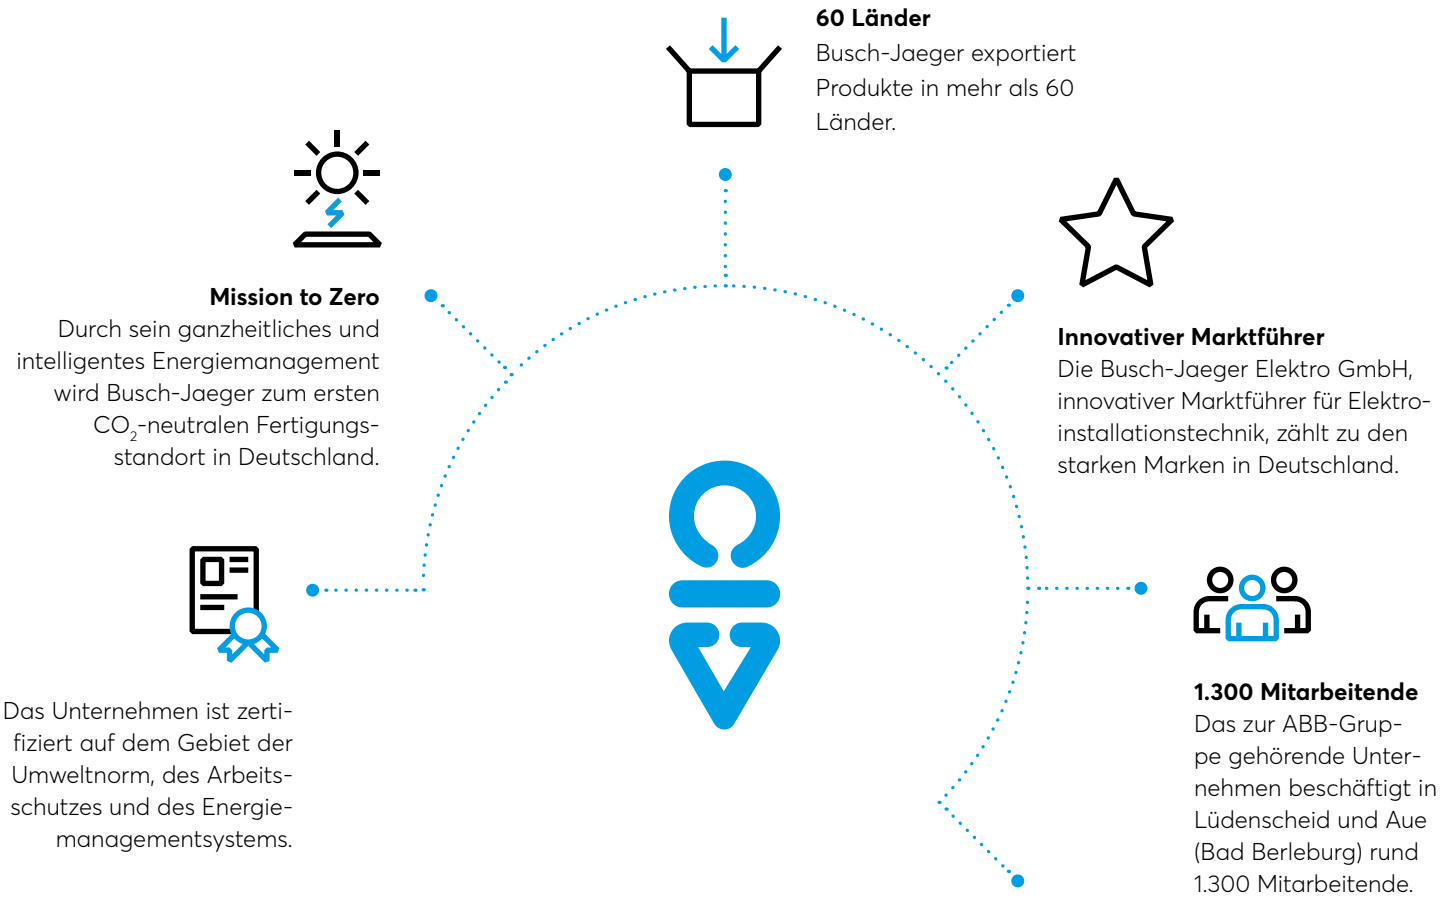 60 Länder
Busch-Jaeger exportiert
Produkte in mehr als 60
Länder.
Mission to Zero
Durch sein ganzheitliches und
intelligentes Energiemanagement
wird Busch-Jaeger zum ersten
CO₂-neutralen Fertigungs-
standort in Deutschland.
Innovativer Marktführer
Die Busch-Jaeger Elektro GmbH,
innovativer Marktführer für Elektro-
installationstechnik, zählt zu den
starken Marken in Deutschland.
Das Unternehmen ist zerti-
fiziert auf dem Gebiet der
Umweltnorm, des Arbeits-
schutzes und des Energie-
managementsystems.
1.300 Mitarbeitende
Das zur ABB-Grup-
pe gehörende Unter-
nehmen beschäftigt in
Lüdenscheid und Aue
(Bad Berleburg) rund
1.300 Mitarbeitende.